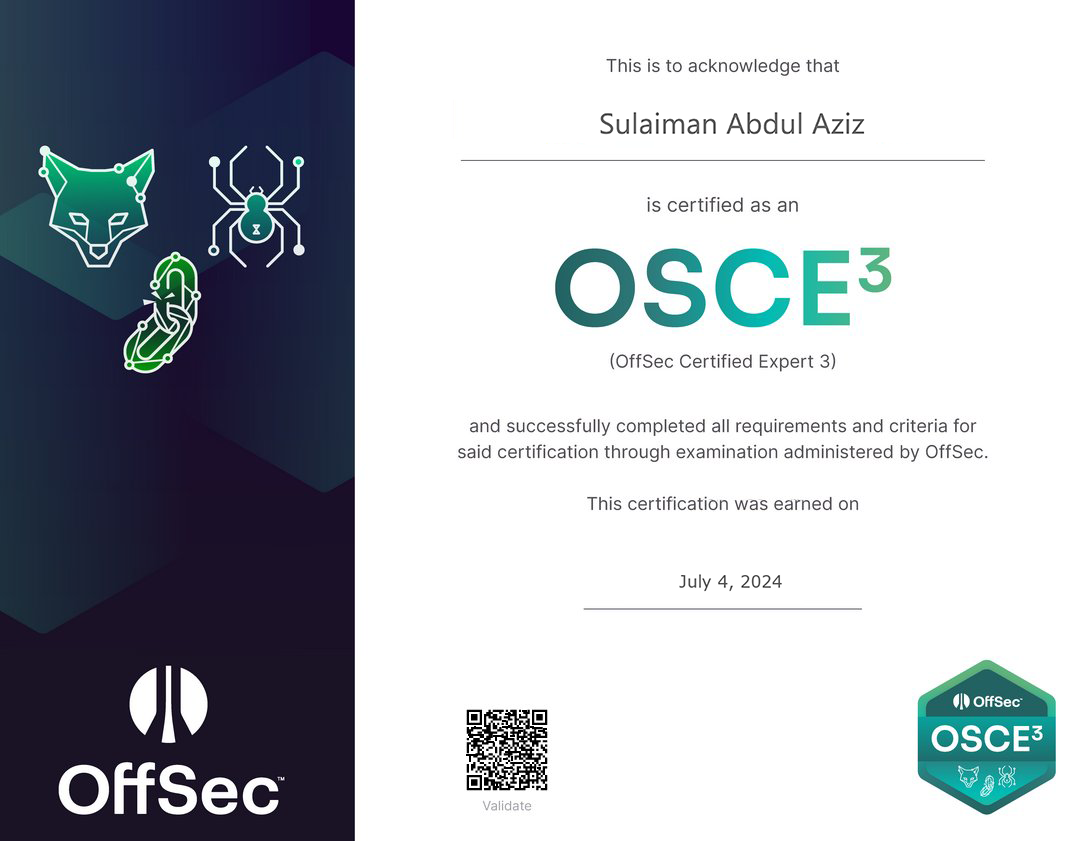 This is to acknowledge that
Sulaiman Abdul Aziz
is certified as an
OSCE³
(OffSec Certified Expert 3)
and successfully completed all requirements and criteria for
said certification through examination administered by OffSec.
This certification was earned on
July 4, 2024
OffSec™
Validate
OffSec
OSCE³